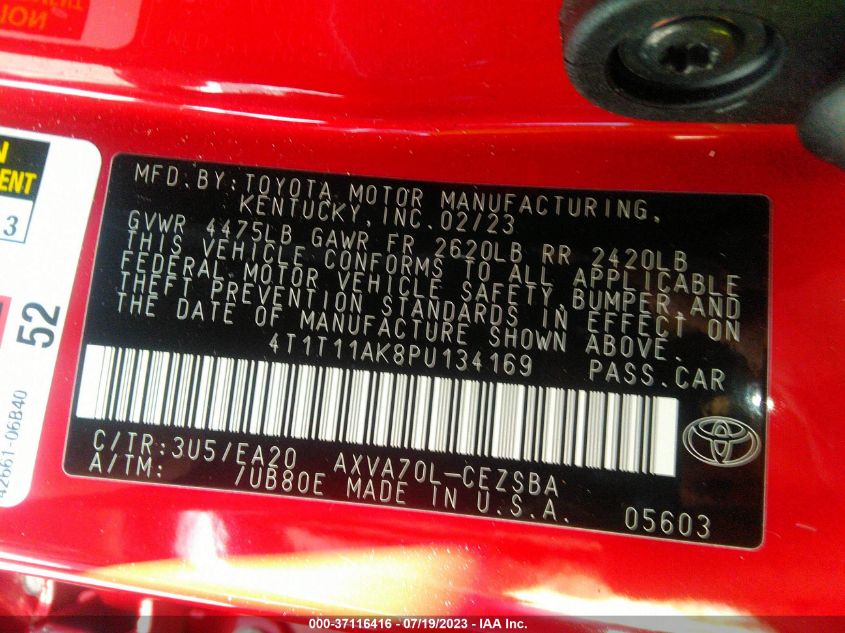 MFD.BY:TOYOTA MOTOR MANUFACTURING,
KENTUCKY, INC. 02/23
GVWR 4475LB GAWR FR 2620LB RR 2420LB
THIS VEHICLE CONFORMS TO ALL APPLICABLE
FEDERAL MOTOR VEHICLE SAFETY,BUMPER,AND
THEFT PREVENTION STANDARDS IN EFFECT ON
THE DATE OF MANUFACTURE SHOWN ABOVE.
4T1T11AK8PU134169 PASS.CAR
C/TR:3U5/EA20 AXVA70L-CEZSBA
A/TM: /UB80E MADE IN U.S.A.
05603
3
52
42661-06B40
000-37116416 - 07/19/2023 - IAA Inc.